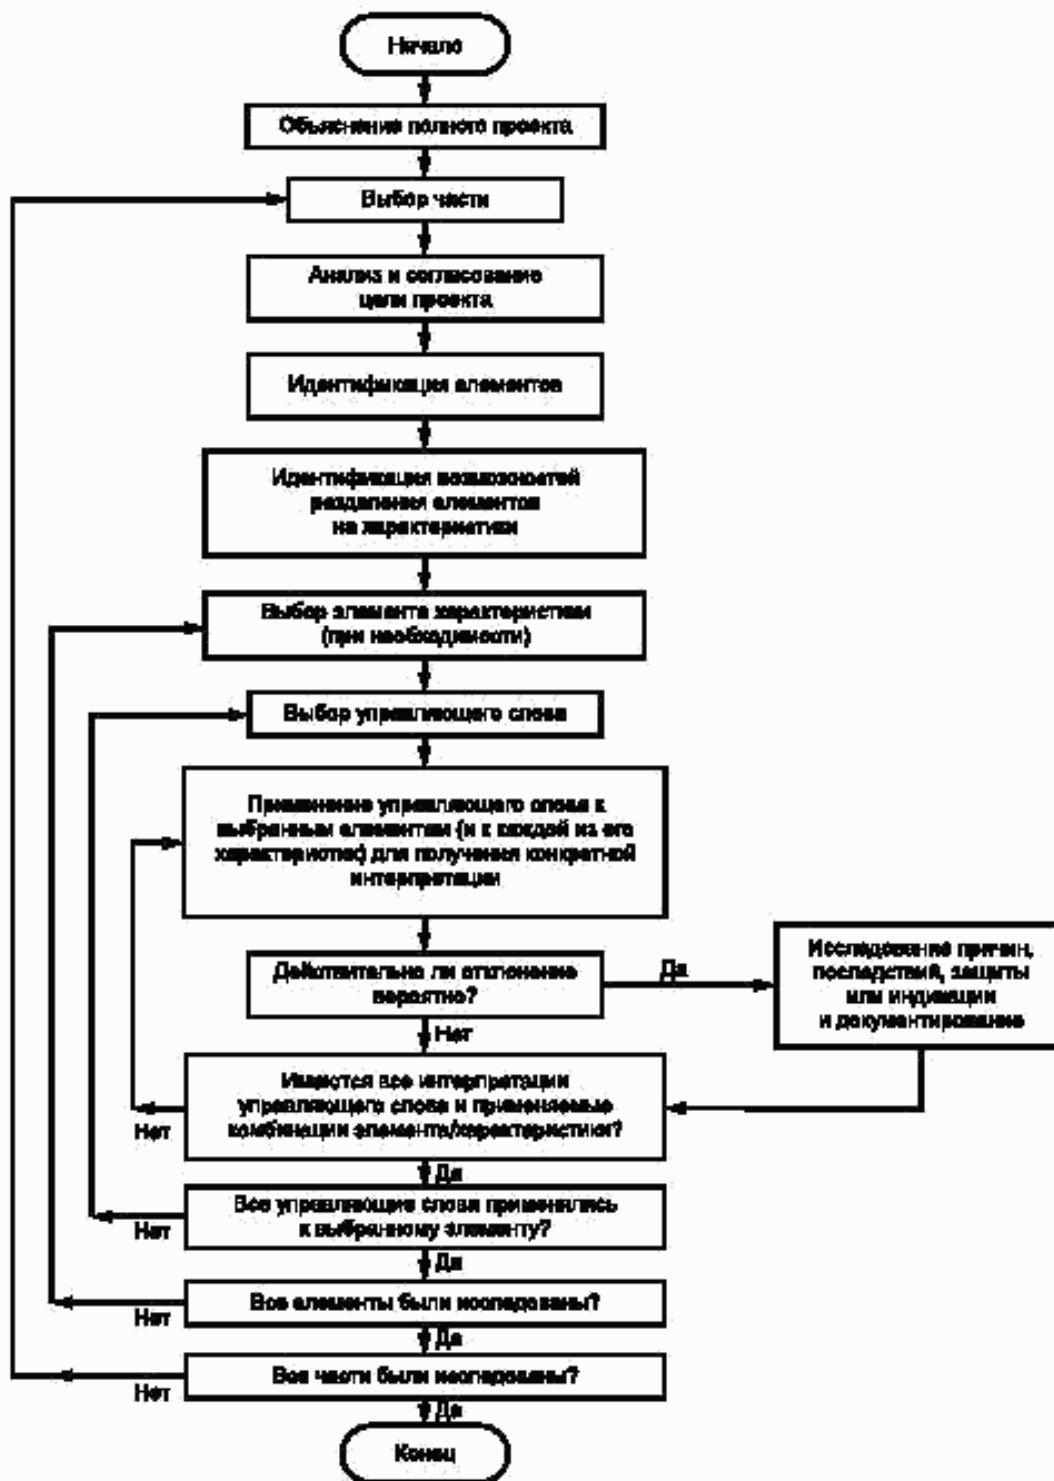 Начало
Объяснение полного проекта
Выбор части
Анализ и согласование
цели проекта
Идентификация элементов
Идентификация возможностей
разделения элементов
на характеристики
Выбор элемента характеристики
(при необходимости)
Выбор управляющего слова
Применение управляющего слова к
выбранным элементам (и к каждой из его
характеристик) для получения конкретной
интерпретации
Действительно ли отклонение
вероятно?
Да
Исследование причин,
последствий, защиты
или индикации
и документирование
Нет
Имеются все интерпретации
управляющего слова и применяемые
комбинации элемента/характеристики?
Нет
Да
Все управляющие слова применялись
к выбранному элементу?
Нет
Да
Все элементы были исследованы?
Нет
Да
Все части были исследованы?
Нет
Да
Конец